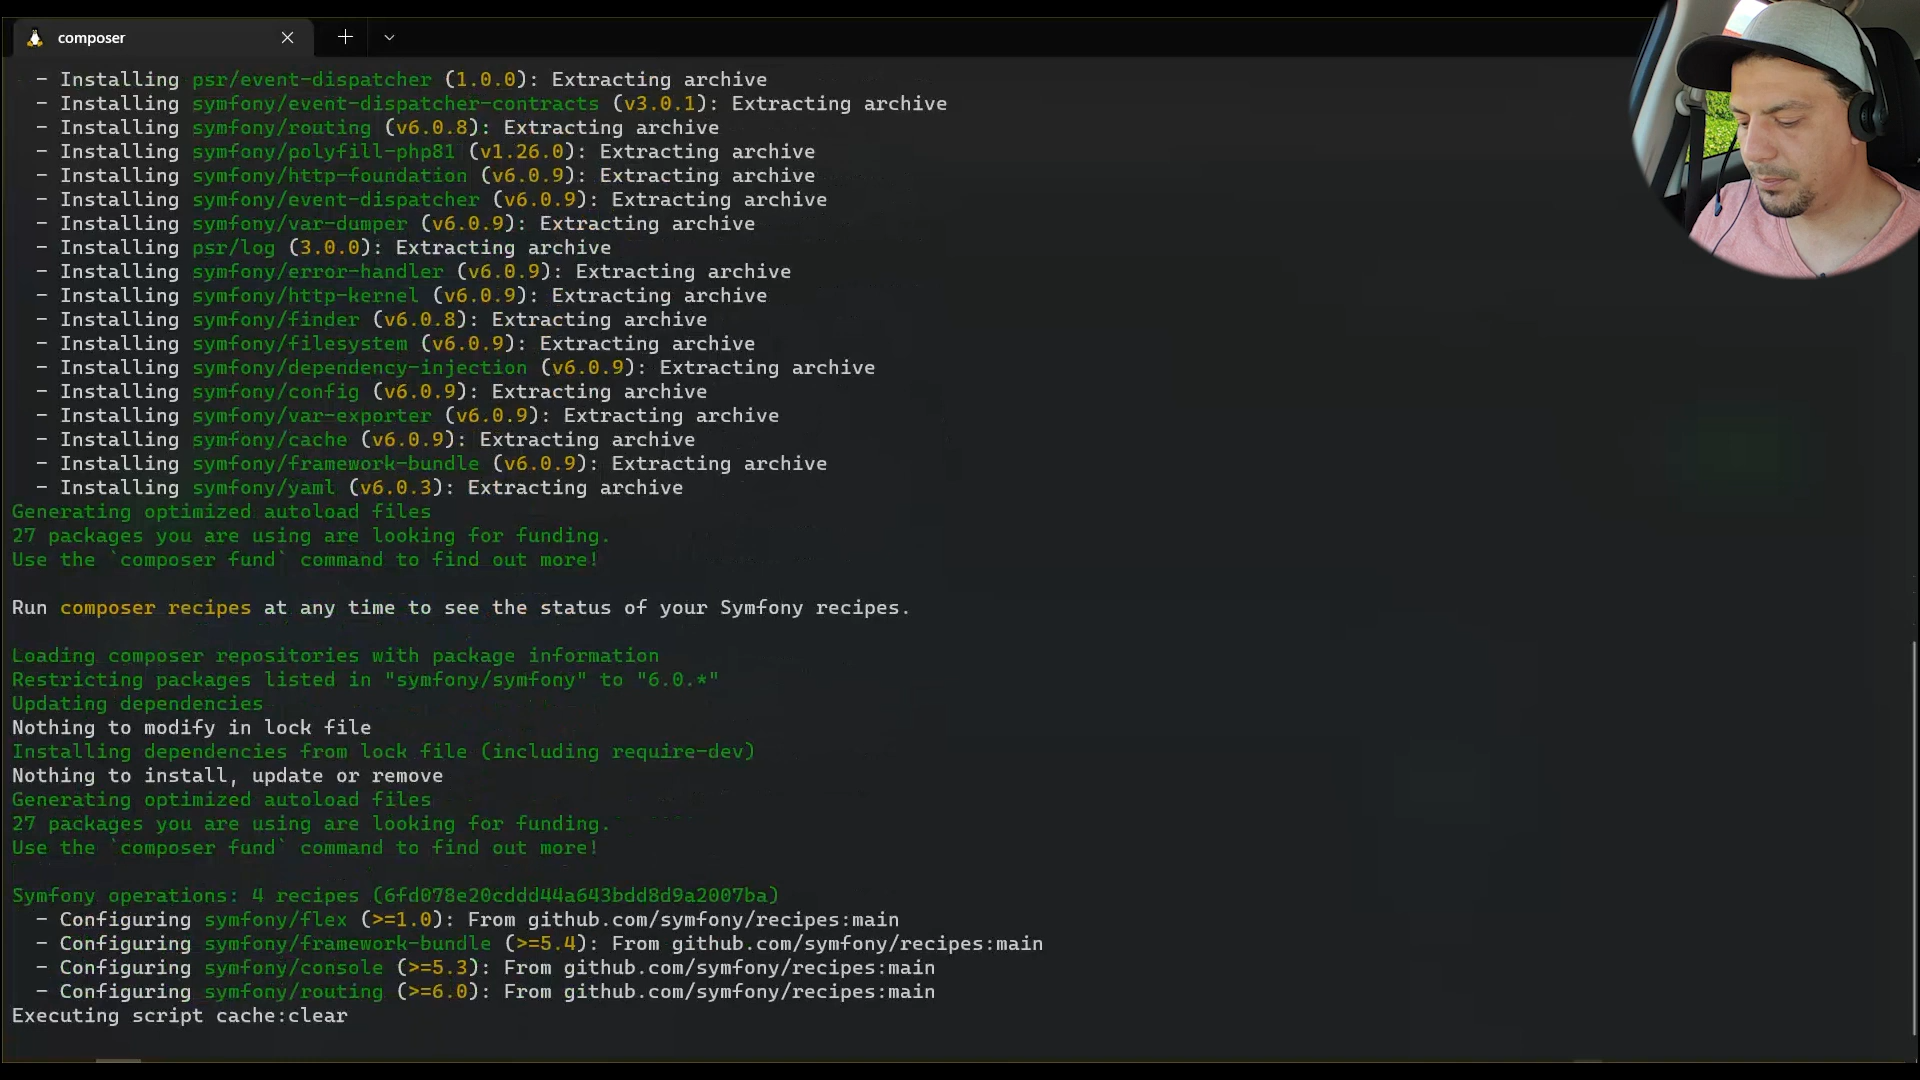 composer
- Installing psr/event-dispatcher (1.0.0): Extracting archive
- Installing symfony/event-dispatcher-contracts (v3.0.1): Extracting archive
- Installing symfony/routing (v6.0.8): Extracting archive
- Installing symfony/polyfill-php81 (v1.26.0): Extracting archive
- Installing symfony/http-foundation (v6.0.9): Extracting archive
- Installing symfony/event-dispatcher (v6.0.9): Extracting archive
- Installing symfony/var-dumper (v6.0.9): Extracting archive
- Installing psr/log (3.0.0): Extracting archive
- Installing symfony/error-handler (v6.0.9): Extracting archive
- Installing symfony/http-kernel (v6.0.9): Extracting archive
- Installing symfony/finder (v6.0.8): Extracting archive
- Installing symfony/filesystem (v6.0.9): Extracting archive
- Installing symfony/dependency-injection (v6.0.9): Extracting archive
- Installing symfony/config (v6.0.9): Extracting archive
- Installing symfony/var-exporter (v6.0.9): Extracting archive
- Installing symfony/cache (v6.0.9): Extracting archive
- Installing symfony/framework-bundle (v6.0.9): Extracting archive
- Installing symfony/yaml (v6.0.3): Extracting archive
Generating optimized autoload files
27 packages you are using are looking for funding.
Use the `composer fund` command to find out more!
Run composer recipes at any time to see the status of your Symfony recipes.
Loading composer repositories with package information
Restricting packages listed in "symfony/symfony" to "6.0.*"
Updating dependencies
Nothing to modify in lock file
Installing dependencies from lock file (including require-dev)
Nothing to install, update or remove
Generating optimized autoload files
27 packages you are using are looking for funding.
Use the `composer fund` command to find out more!
Symfony operations: 4 recipes (6fd078e20cddd44a643bdd8d9a2007ba)
- Configuring symfony/flex (>=1.0): From github.com/symfony/recipes:main
- Configuring symfony/framework-bundle (>=5.4): From github.com/symfony/recipes:main
- Configuring symfony/console (>=5.3): From github.com/symfony/recipes:main
- Configuring symfony/routing (>=6.0): From github.com/symfony/recipes:main
Executing script cache:clear